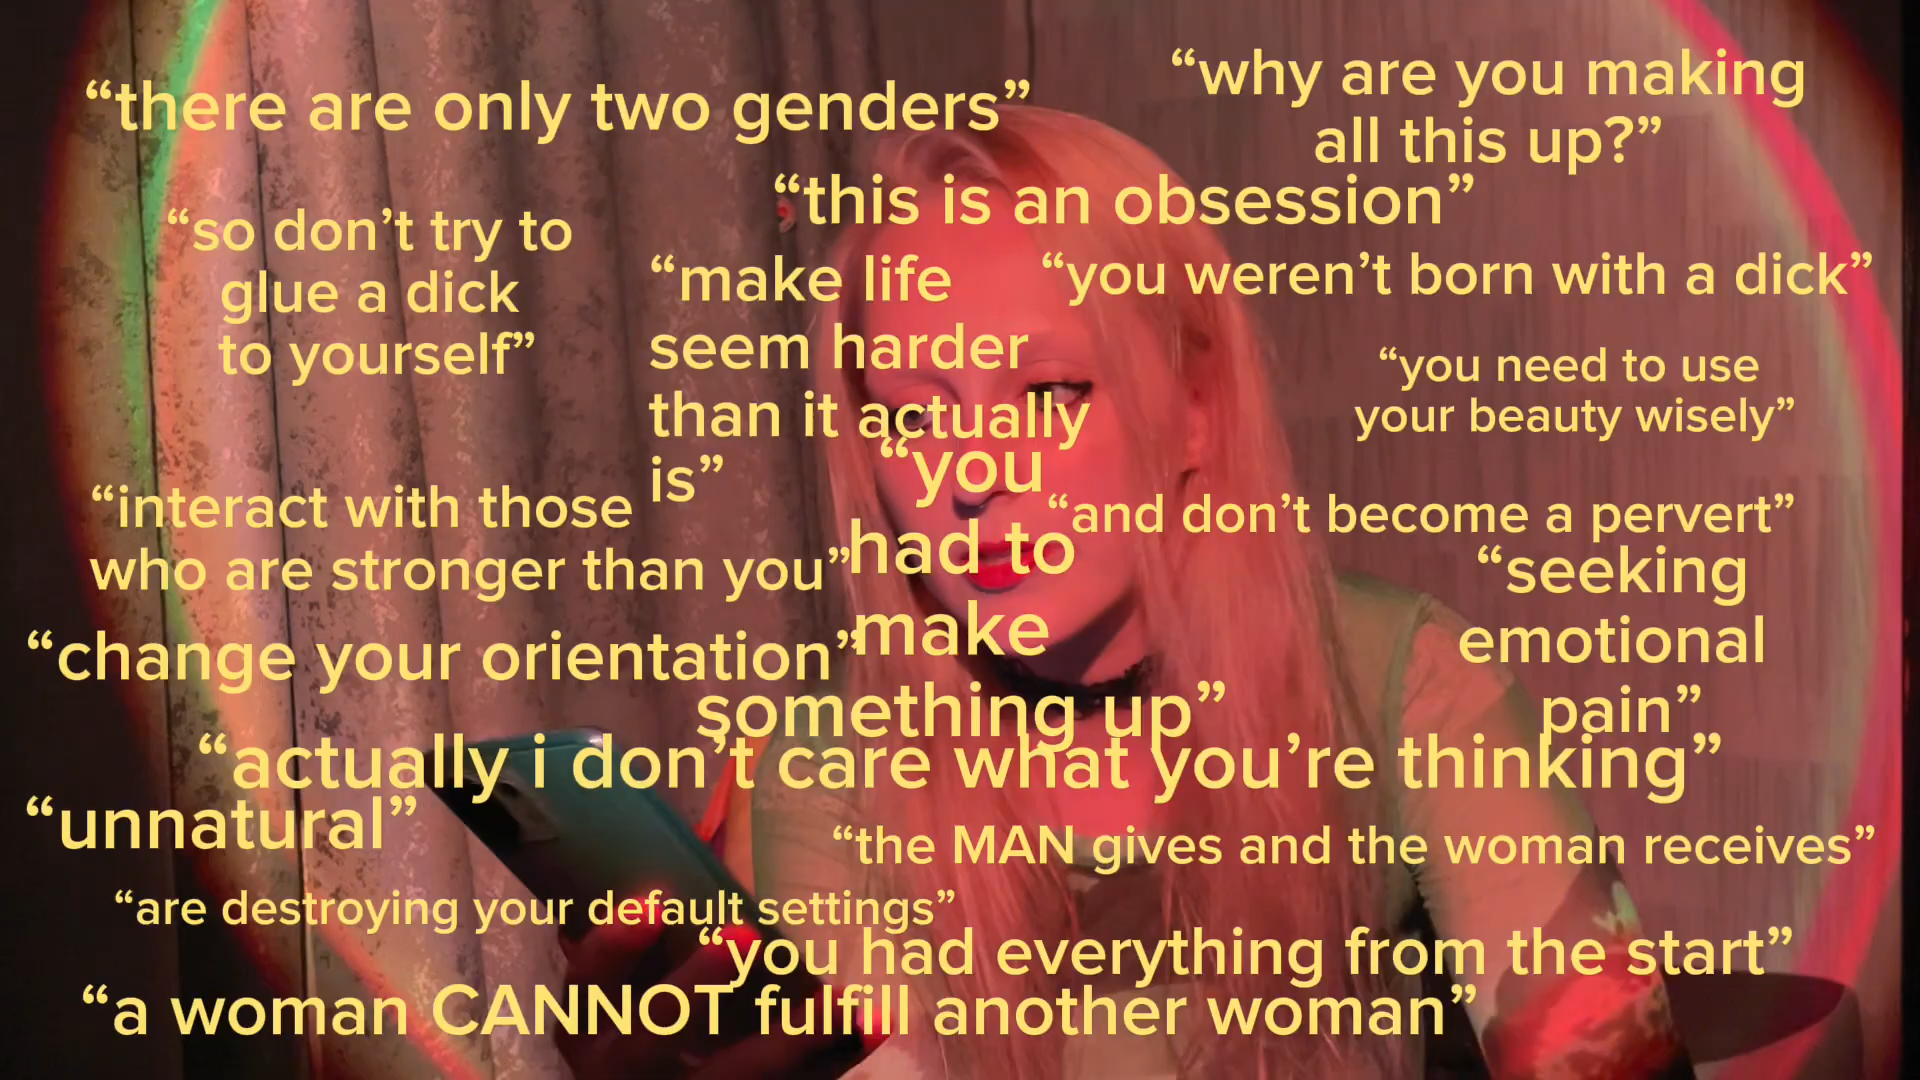 “there are only two genders”
“why are you making
all this up?”
“this is an obsession”
“so don’t try to
glue a dick
to yourself”
“make life
seem harder
than it actually
is”
“you weren’t born with a dick”
“you need to use
your beauty wisely”
“interact with those
who are stronger than you”
“you
had to
make
something up”
“and don’t become a pervert”
“seeking
emotional
pain”
“change your orientation”
“actually i don’t care what you’re thinking”
“unnatural”
“the MAN gives and the woman receives”
“are destroying your default settings”
“you had everything from the start”
“a woman CANNOT fulfill another woman”